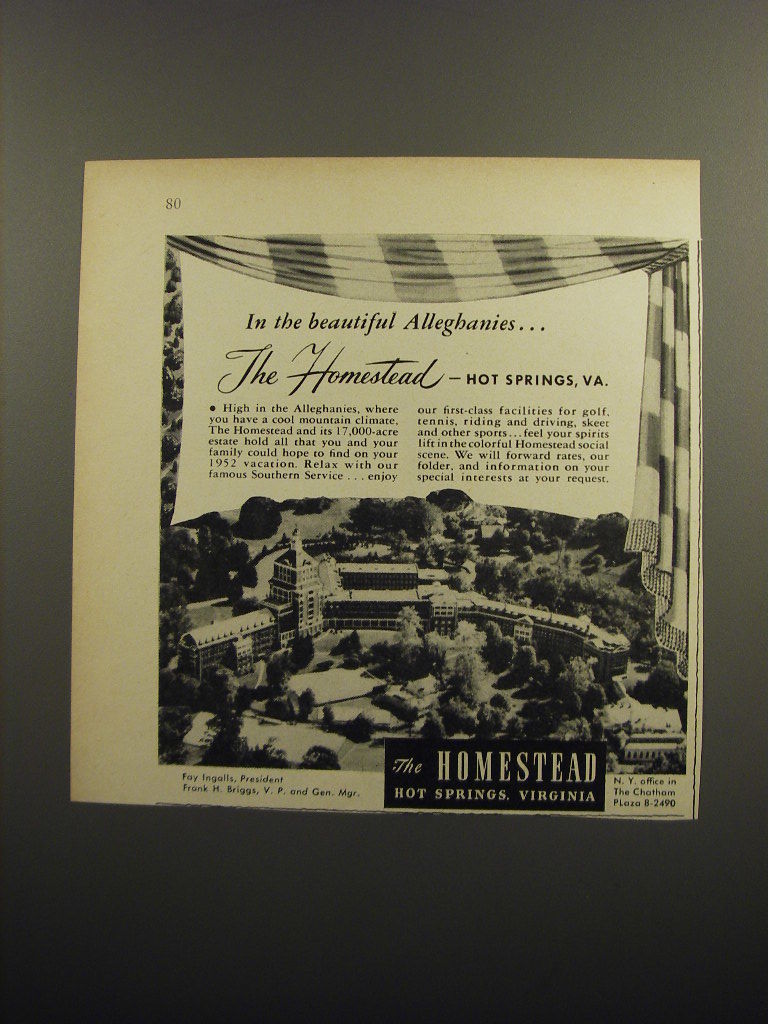 80
In the beautiful Alleghanies...
The Homestead — HOT SPRINGS, VA.
• High in the Alleghanies, where
you have a cool mountain climate.
The Homestead and its 17,000-acre
estate hold all that you and your
family could hope to find on your
1952 vacation. Relax with our
famous Southern Service ... enjoy
our first-class facilities for golf,
tennis, riding and driving, skeet
and other sports...feel your spirits
lift in the colorful Homestead social
scene. We will forward rates, our
folder, and information on your
special interests at your request.
Fay Ingalls, President
Frank H. Briggs, V. P. and Gen. Mgr.
The HOMESTEAD
HOT SPRINGS, VIRGINIA
N. Y. office in
The Chatham
PLaza 8-2490